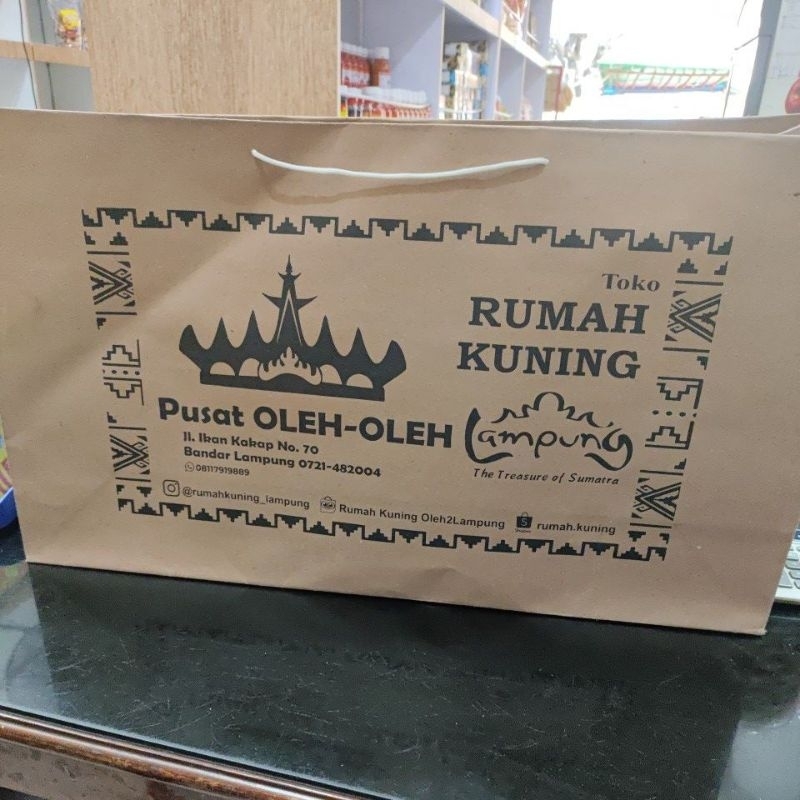 Toko
RUMAH
KUNING
Pusat OLEH-OLEH
Jl. Ikan Kakap No. 70
Bandar Lampung 0721-482004
08117919889
Lampung
The Treasure of Sumatra
@rumahkuning_lampung
Rumah Kuning Oleh2Lampung
rumah.kuning